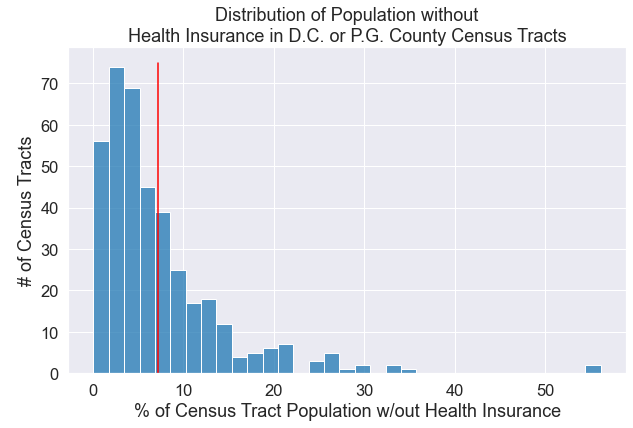 Distribution of Population without
Health Insurance in D.C. or P.G. County Census Tracts
# of Census Tracts
70
60
50
40
30
20
10
0
0 10 20 30 40 50
% of Census Tract Population w/out Health Insurance